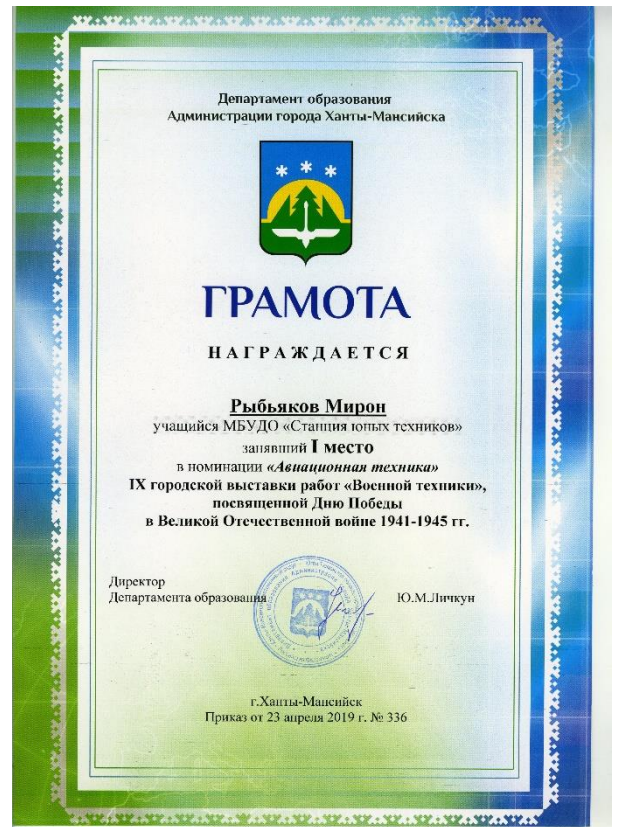 Департамент образования
Администрации города Ханты-Мансийска
ГРАМОТА
НАГРАЖДАЕТСЯ
Рыбьяков Мирон
учащийся МБУДО «Станция юных техников»
занявший I место
в номинации «Авиационная техника»
IX городской выставки работ «Военной техники»,
посвященной Дню Победы
в Великой Отечественной войне 1941-1945 гг.
Директор
Департамента образования Ю.М.Личкун
г.Ханты-Мансийск
Приказ от 23 апреля 2019 г. № 336